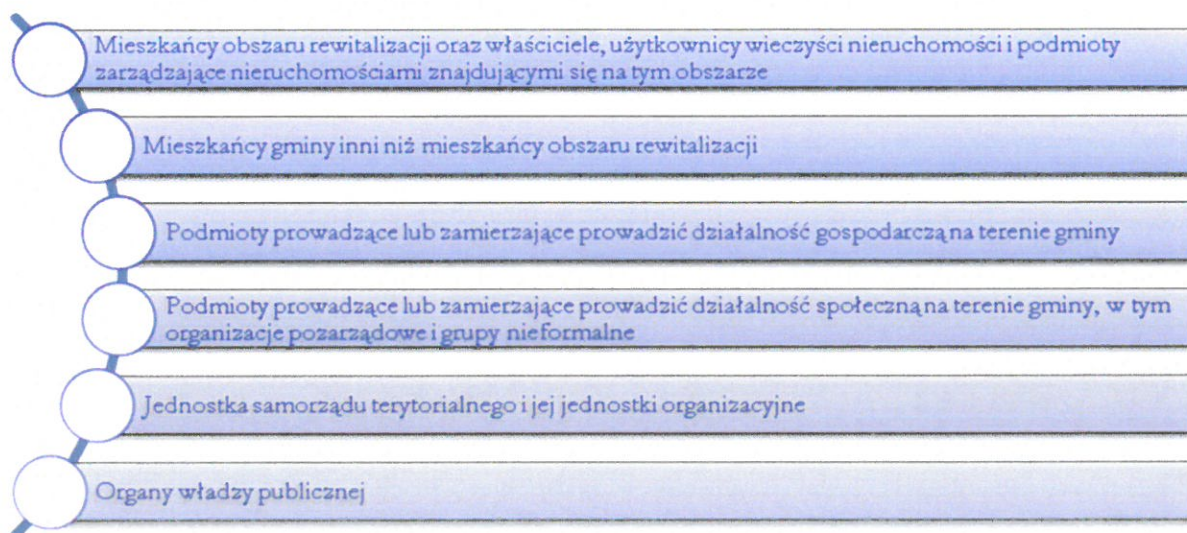 Mieszkańcy obszaru rewitalizacji oraz właściciele, użytkownicy wieczyści nieruchomości i podmioty
zarządzające nieruchomościami znajdującymi się na tym obszarze
Mieszkańcy gminy inni niż mieszkańcy obszaru rewitalizacji
Podmioty prowadzące lub zamierzające prowadzić działalność gospodarczą na terenie gminy
Podmioty prowadzące lub zamierzające prowadzić działalność społeczną na terenie gminy, w tym
organizacje pozarządowe i grupy nieformalne
Jednostka samorządu terytorialnego i jej jednostki organizacyjne
Organy władzy publicznej